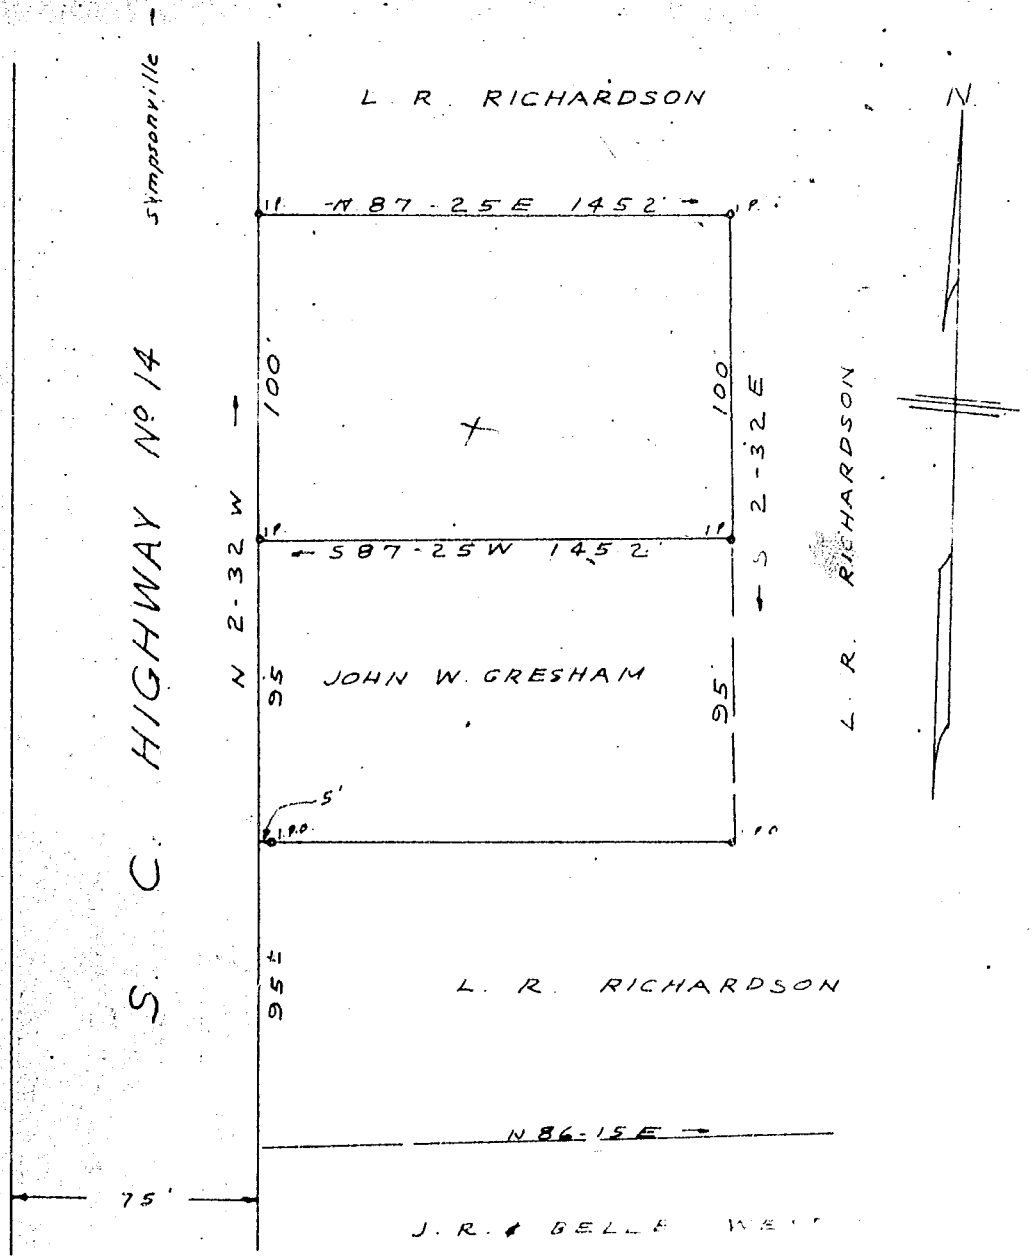 sympsonville
L. R. RICHARDSON
N
I.P. N 87-25 E 145.2' I.P.
100'
100'
S. C. HIGHWAY Nº 14
N 2-32 W
S 2-32 E
L. R. RICHARDSON
I.P. I.P.
S 87-25 W 145.2'
95
JOHN W. GRESHAM
95'
5'
I.P.O.
95±
L. R. RICHARDSON
N 86-15 E
75'
J. R. & BELLE